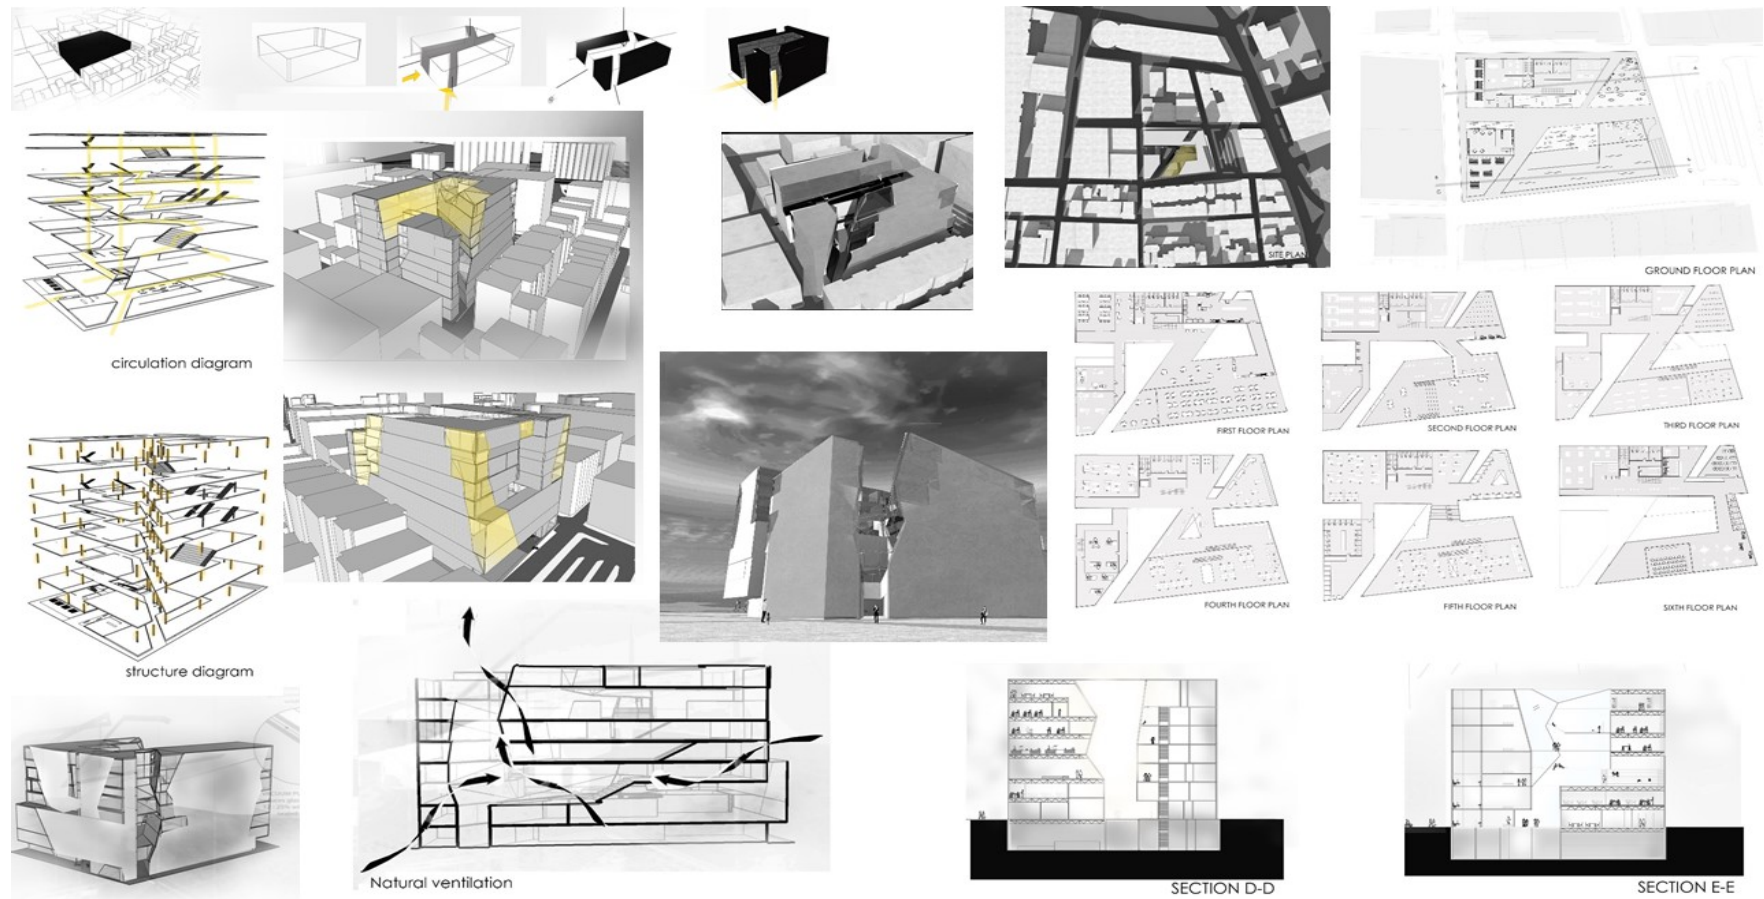 SITE PLAN
GROUND FLOOR PLAN
circulation diagram
FIRST FLOOR PLAN
SECOND FLOOR PLAN
THIRD FLOOR PLAN
FOURTH FLOOR PLAN
FIFTH FLOOR PLAN
SIXTH FLOOR PLAN
structure diagram
Natural ventilation
SECTION D-D
SECTION E-E